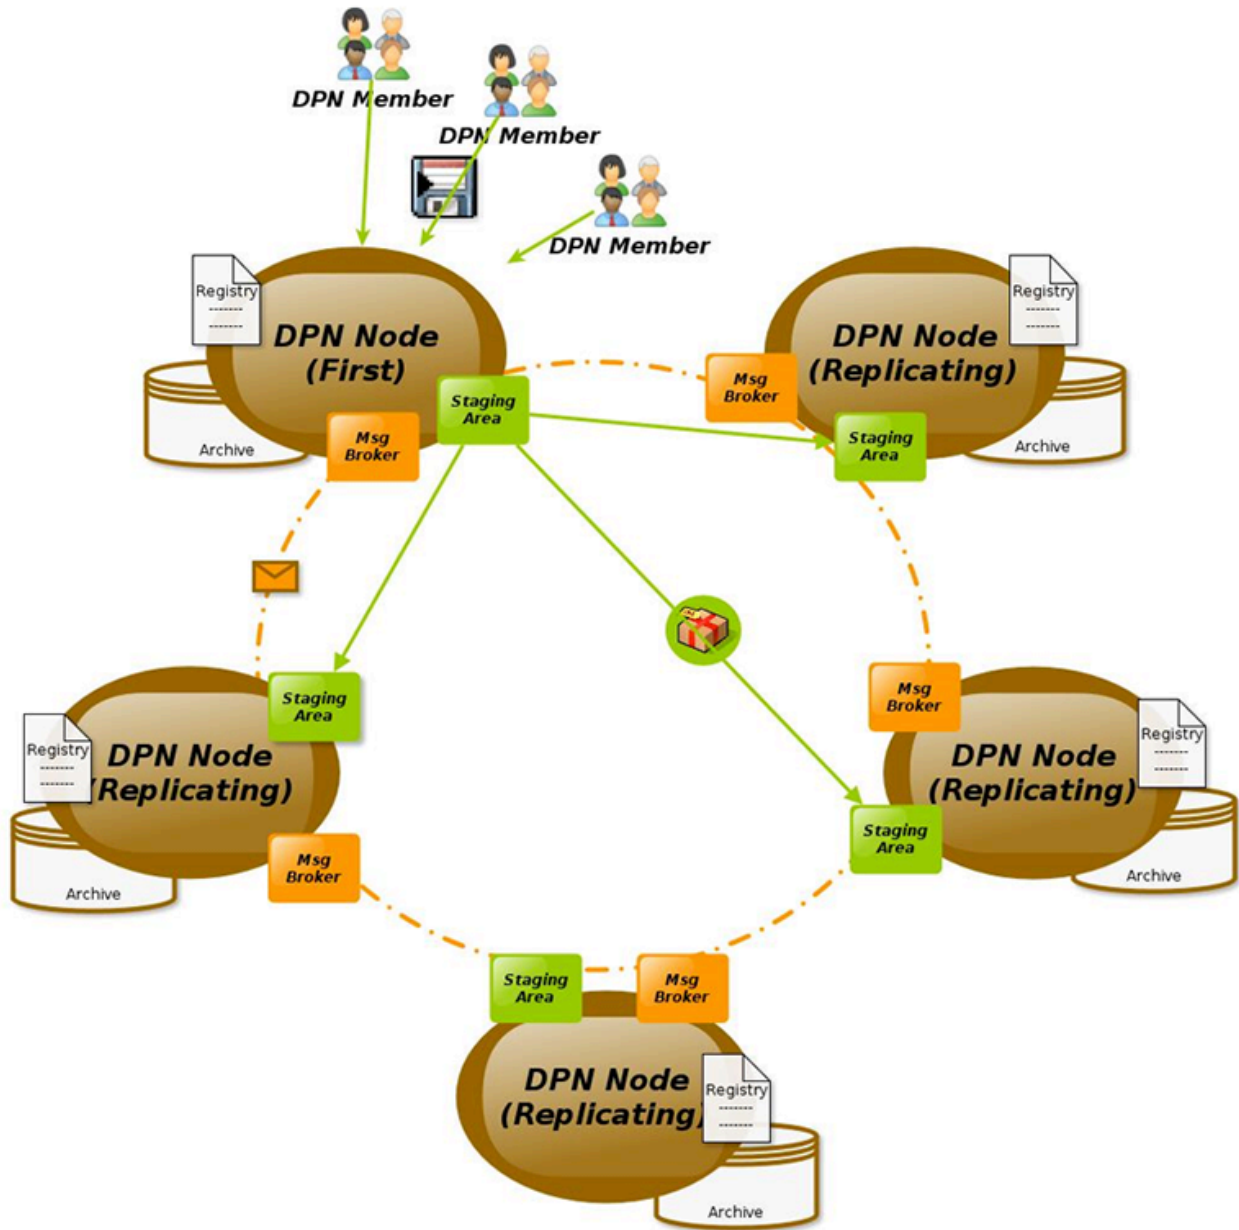 DPN Member
DPN Member
DPN Member
Registry
-------
-------
DPN Node
(First)
Archive
Msg
Broker
Staging
Area
DPN Node
(Replicating)
Registry
-------
-------
Msg
Broker
Staging
Area
Archive
Registry
-------
-------
DPN Node
(Replicating)
Staging
Area
Msg
Broker
Archive
Msg
Broker
DPN Node
(Replicating)
Registry
-------
-------
Staging
Area
Archive
Staging
Area
Msg
Broker
DPN Node
(Replicating)
Registry
-------
-------
Archive